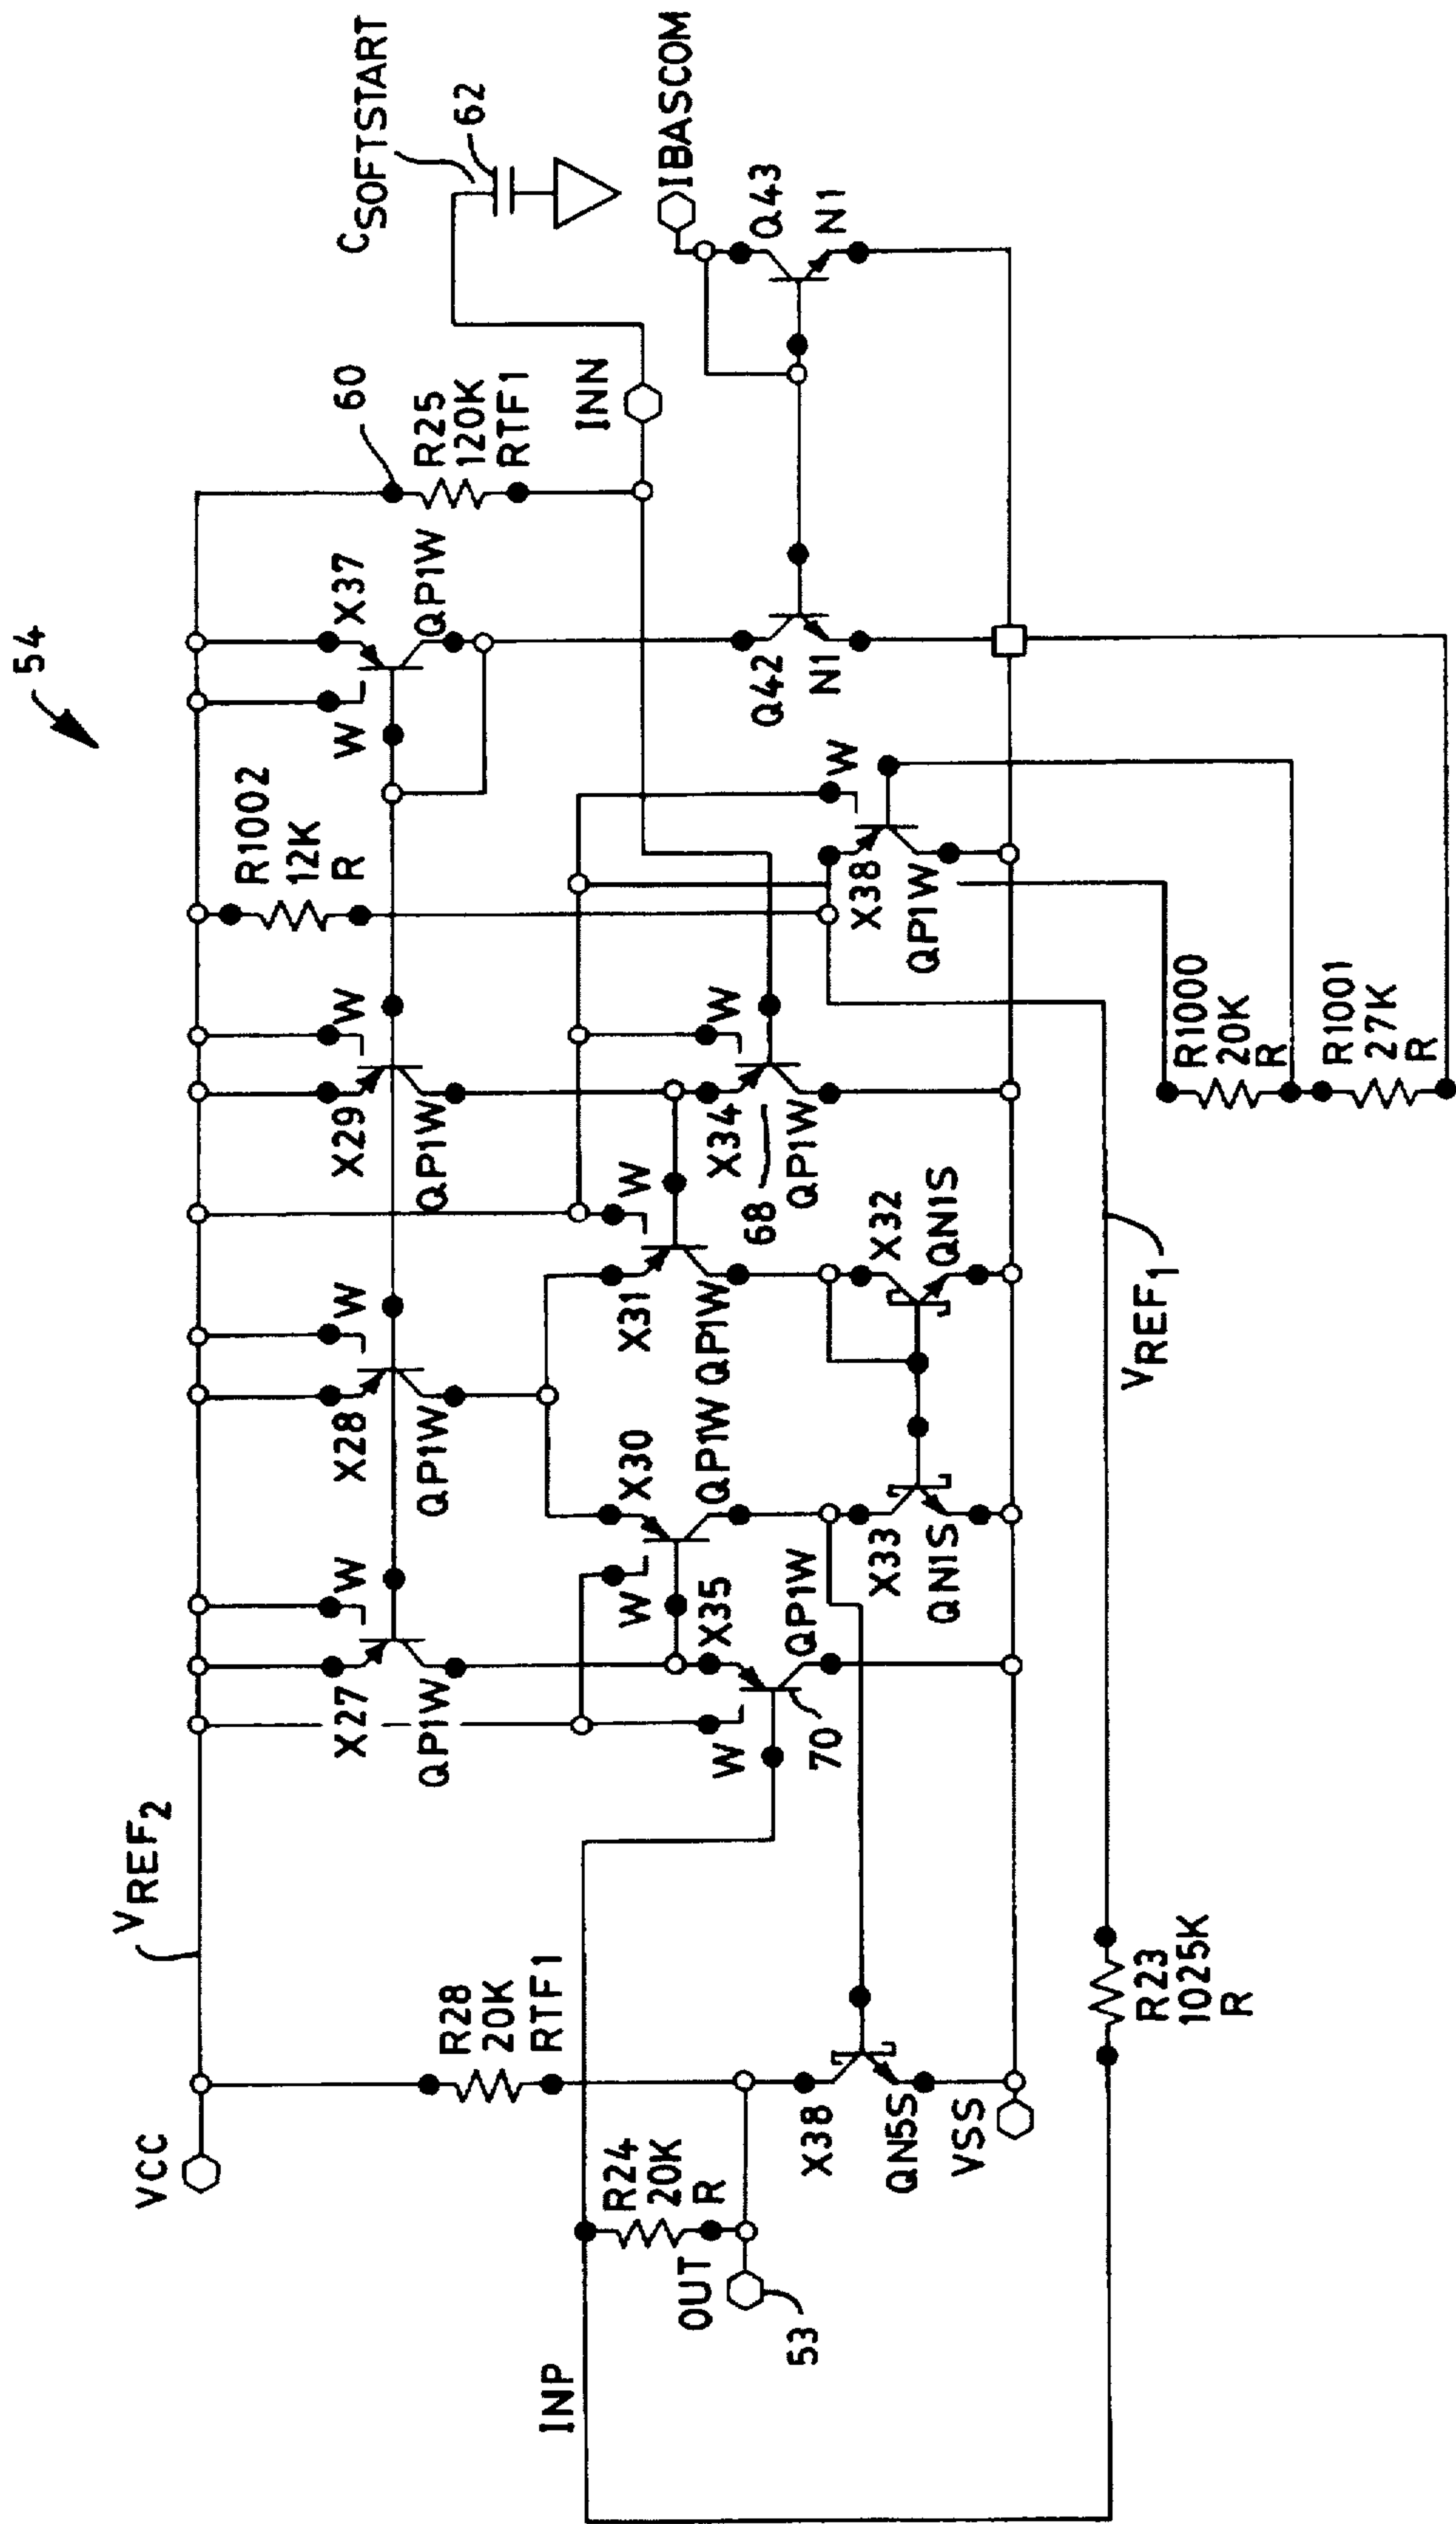 54
VCC
VREF2
R28
20K
RTF1
INP
R24
20K
R
OUT
53
X38
QN5S
VSS
X27
QP1W
W
X28
QP1W
W
X29
QP1W
W
R1002
12K
R
X37
QP1W
W
60
R25
120K
RTF1
INN
CSOFTSTART
62
IBASCOM
W
X35
QP1W
70
W
X30
QP1W
X31
QP1W
W
X34
QP1W
W
68
X33
QN1S
X32
QN1S
X38
QP1W
W
Q42
N1
Q43
N1
R1000
20K
R
R1001
27K
R
VREF1
R23
1025K
R